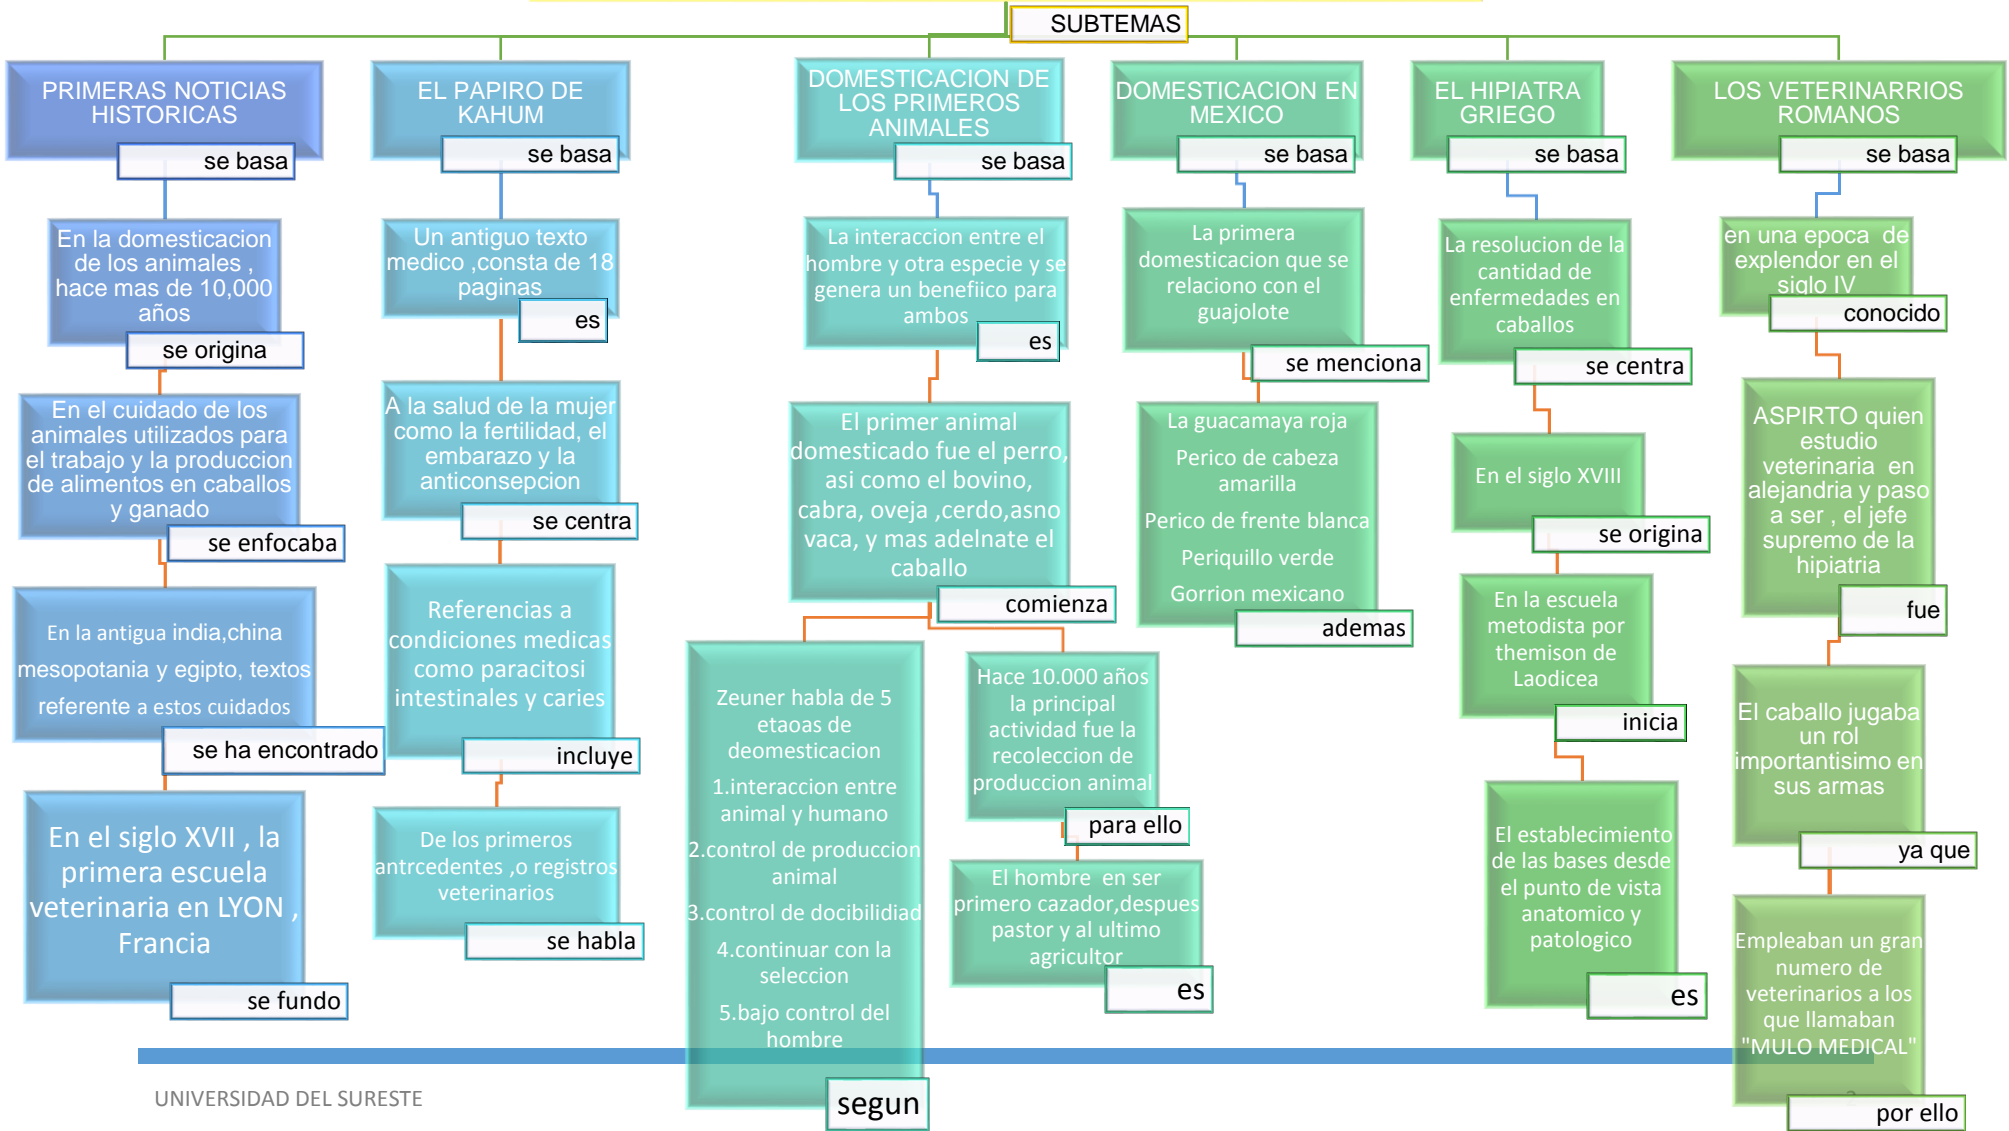 SUBTEMAS
PRIMERAS NOTICIAS
HISTORICAS
se basa
En la domesticacion
de los animales ,
hace mas de 10,000
años
se origina
En el cuidado de los
animales utilizados para
el trabajo y la produccion
de alimentos en caballos
y ganado
se enfocaba
En la antigua india,china
mesopotania y egipto, textos
referente a estos cuidados
se ha encontrado
En el siglo XVII , la
primera escuela
veterinaria en LYON ,
Francia
se fundo
EL PAPIRO DE
KAHUM
se basa
Un antiguo texto
medico ,consta de 18
paginas
es
A la salud de la mujer
como la fertilidad, el
embarazo y la
anticonsepcion
se centra
Referencias a
condiciones medicas
como paracitosi
intestinales y caries
incluye
De los primeros
antrcedentes ,o registros
veterinarios
se habla
DOMESTICACION DE
LOS PRIMEROS
ANIMALES
se basa
La interaccion entre el
hombre y otra especie y se
genera un benefiico para
ambos
es
El primer animal
domesticado fue el perro,
asi como el bovino,
cabra, oveja ,cerdo,asno
vaca, y mas adelnate el
caballo
comienza
Zeuner habla de 5
etaoas de
deomesticacion
1.interaccion entre
animal y humano
2.control de produccion
animal
3.control de docibilidiad
4.continuar con la
seleccion
5.bajo control del
hombre
segun
Hace 10.000 años
la principal
actividad fue la
recoleccion de
produccion animal
para ello
El hombre en ser
primero cazador,despues
pastor y al ultimo
agricultor
es
DOMESTICACION EN
MEXICO
se basa
La primera
domesticacion que se
relaciono con el
guajolote
se menciona
La guacamaya roja
Perico de cabeza
amarilla
Perico de frente blanca
Periquillo verde
Gorrion mexicano
ademas
EL HIPIATRA
GRIEGO
se basa
La resolucion de la
cantidad de
enfermedades en
caballos
se centra
En el siglo XVIII
se origina
En la escuela
metodista por
themison de
Laodicea
inicia
El establecimiento
de las bases desde
el punto de vista
anatomico y
patologico
es
LOS VETERINARRIOS
ROMANOS
se basa
en una epoca de
explendor en el
siglo IV
conocido
ASPIRTO quien
estudio
veterinaria en
alejandria y paso
a ser , el jefe
supremo de la
hipiatria
fue
El caballo jugaba
un rol
importantisimo en
sus armas
ya que
Empleaban un gran
numero de
veterinarios a los
que llamaban
"MULO MEDICAL"
por ello
UNIVERSIDAD DEL SURESTE